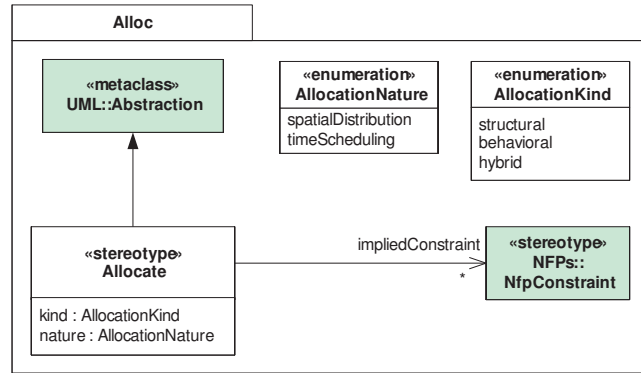 Alloc
«metaclass»
UML::Abstraction
«enumeration»
AllocationNature
spatialDistribution
timeScheduling
«enumeration»
AllocationKind
structural
behavioral
hybrid
«stereotype»
Allocate
kind : AllocationKind
nature : AllocationNature
impliedConstraint
*
«stereotype»
NFPs::
NfpConstraint